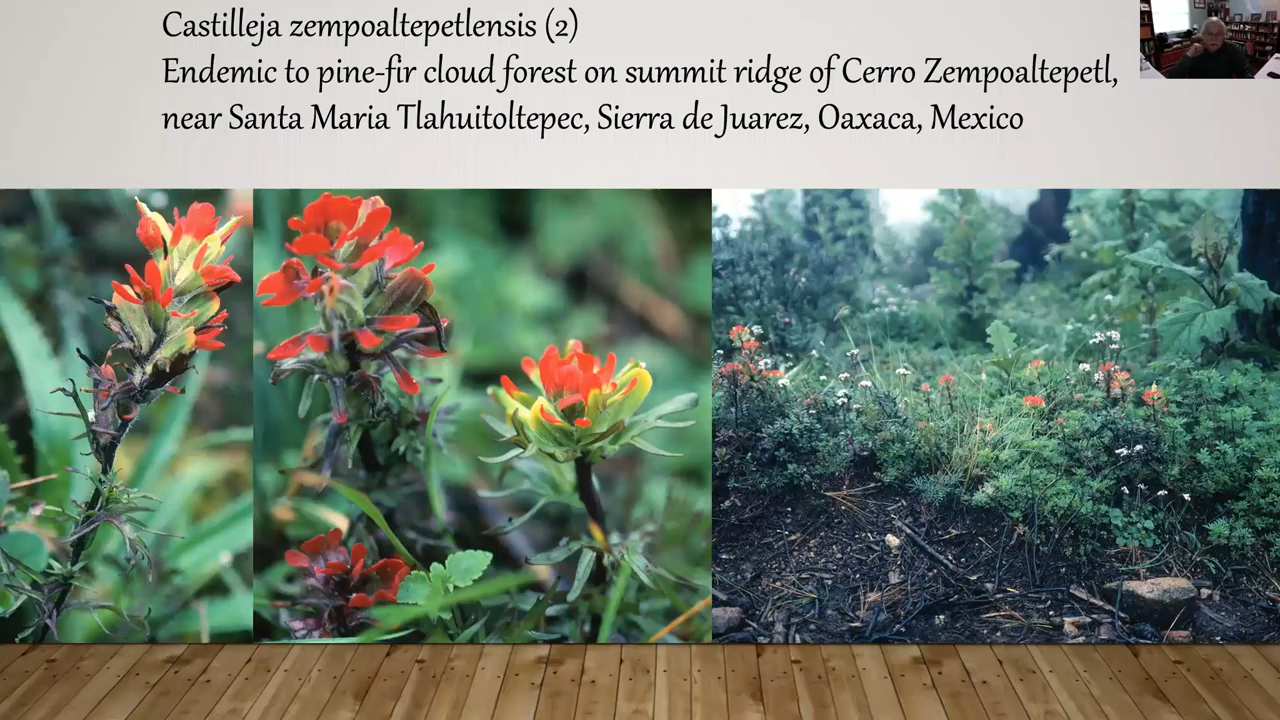 Castilleja zempoaltepetlensis (2)
Endemic to pine-fir cloud forest on summit ridge of Cerro Zempoaltepetl,
near Santa Maria Tlahuitoltepec, Sierra de Juarez, Oaxaca, Mexico